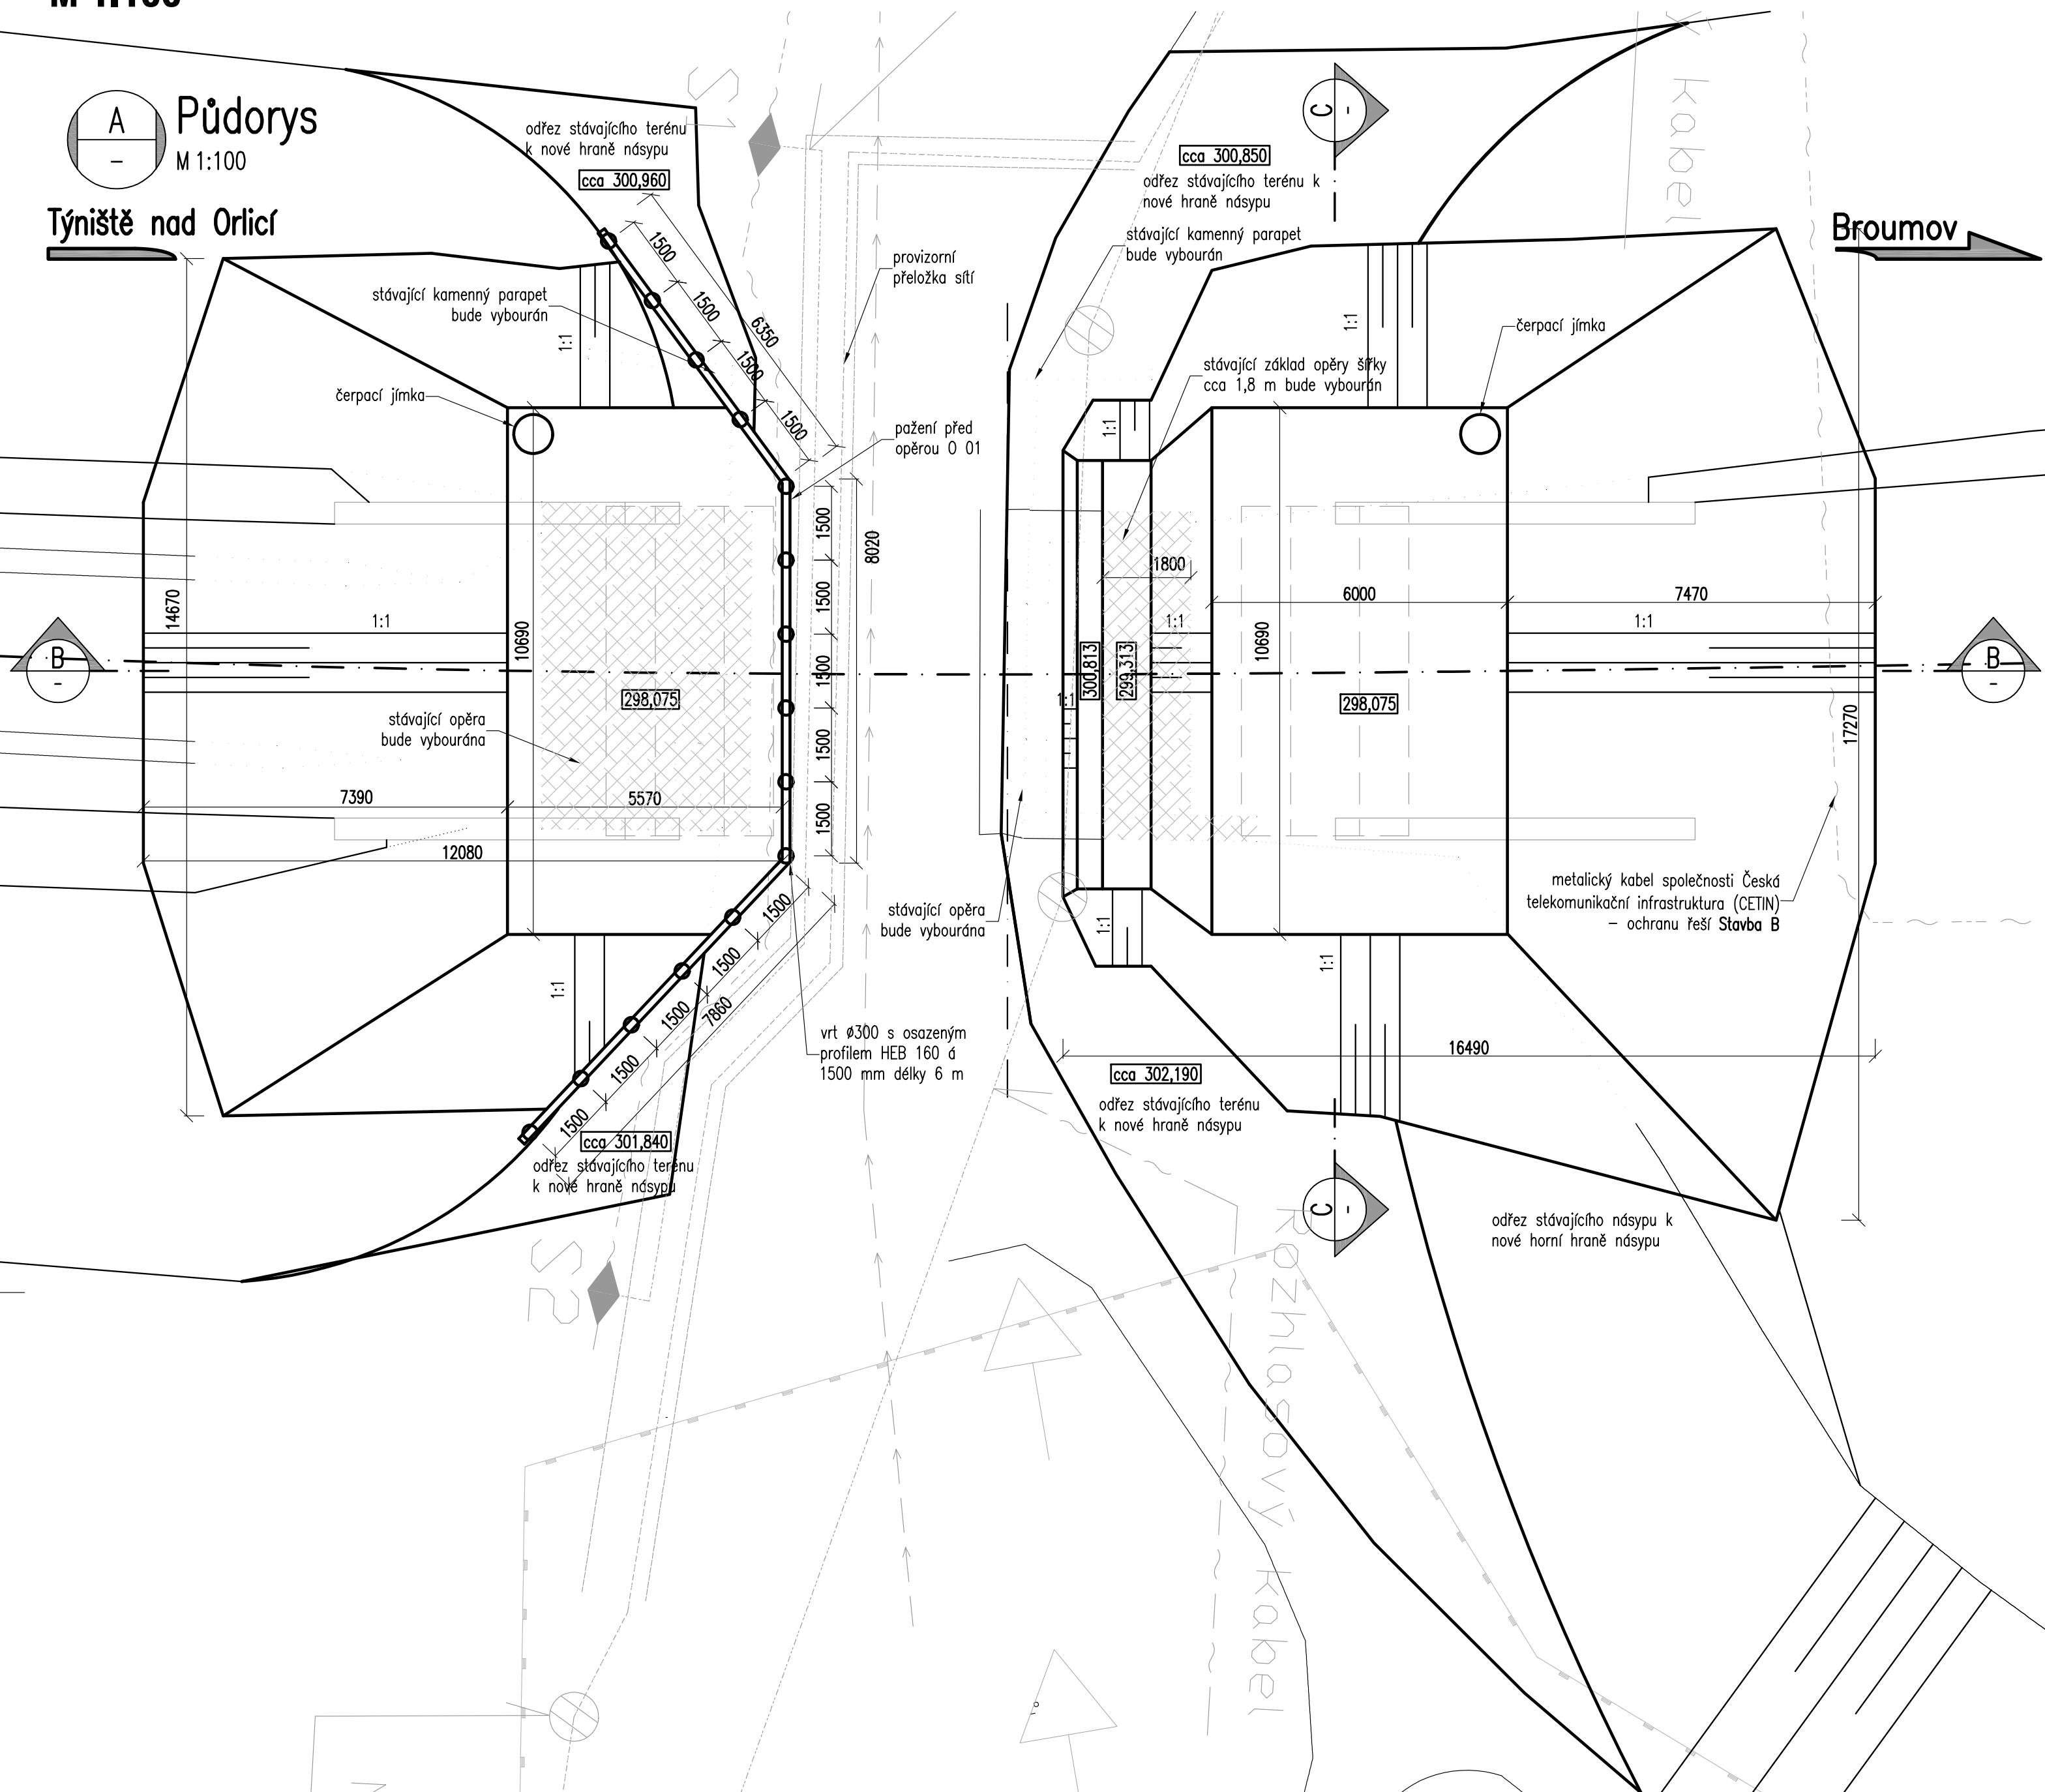 M 1:100
A
-
Půdorys
M 1:100
Týniště nad Orlicí
Broumov
S1
odřez stávajícího terénu
k nové hraně násypu
cca 300,960
C
-
cca 300,850
odřez stávajícího terénu k
nové hraně násypu
stávající kamenný parapet
bude vybourán
kabel
provizorní
přeložka sítí
stávající kamenný parapet
bude vybourán
1:1
1500
1500
1500
1500
6350
čerpací jímka
1:1
čerpací jímka
stávající základ opěry šířky
cca 1,8 m bude vybourán
1:1
pažení před
opěrou O 01
1500
1500
1500
1500
1500
8020
14670
1:1
10690
B
-
298,075
stávající opěra
bude vybourána
7390
5570
12080
1800
6000
7470
1:1
1:1
10690
300,813
299,313
1:1
298,075
B
-
17270
metalický kabel společnosti Česká
telekomunikační infrastruktura (CETIN)
- ochranu řeší Stavba B
stávající opěra
bude vybourána
1:1
1:1
1:1
1500
1500
1500
1500
1500
7860
vrt ø300 s osazeným
profilem HEB 160 á
1500 mm délky 6 m
16490
cca 302,190
odřez stávajícího terénu
k nové hraně násypu
cca 301,840
odřez stávajícího terénu
k nové hraně násypu
C
-
odřez stávajícího násypu k
nové horní hraně násypu
S2
Rozhlasový kabel